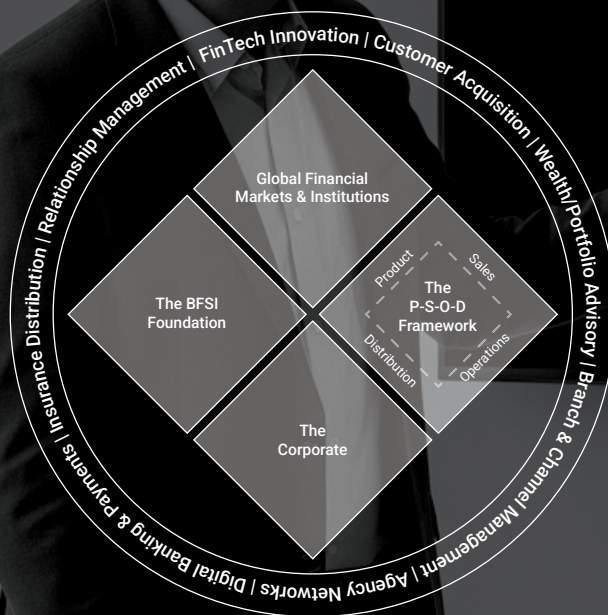 FinTech Innovation | Customer Acquisition | Wealth/Portfolio Advisory | Branch & Channel Management | Agency Networks | Digital Banking & Payments | Insurance Distribution | Relationship Management |
Global Financial
Markets & Institutions
The BFSI
Foundation
Product
Sales
The
P-S-O-D
Framework
Distribution
Operations
The
Corporate